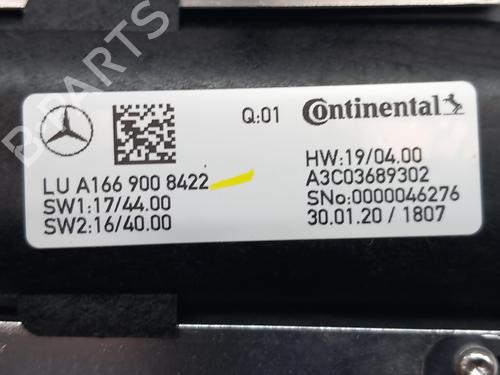 B-PARTS
Q:01
Continental
LU A166 900 8422
SW1:17/44.00
SW2:16/40.00
HW:19/04.00
A3C03689302
SNo:0000046276
30.01.20 / 1807